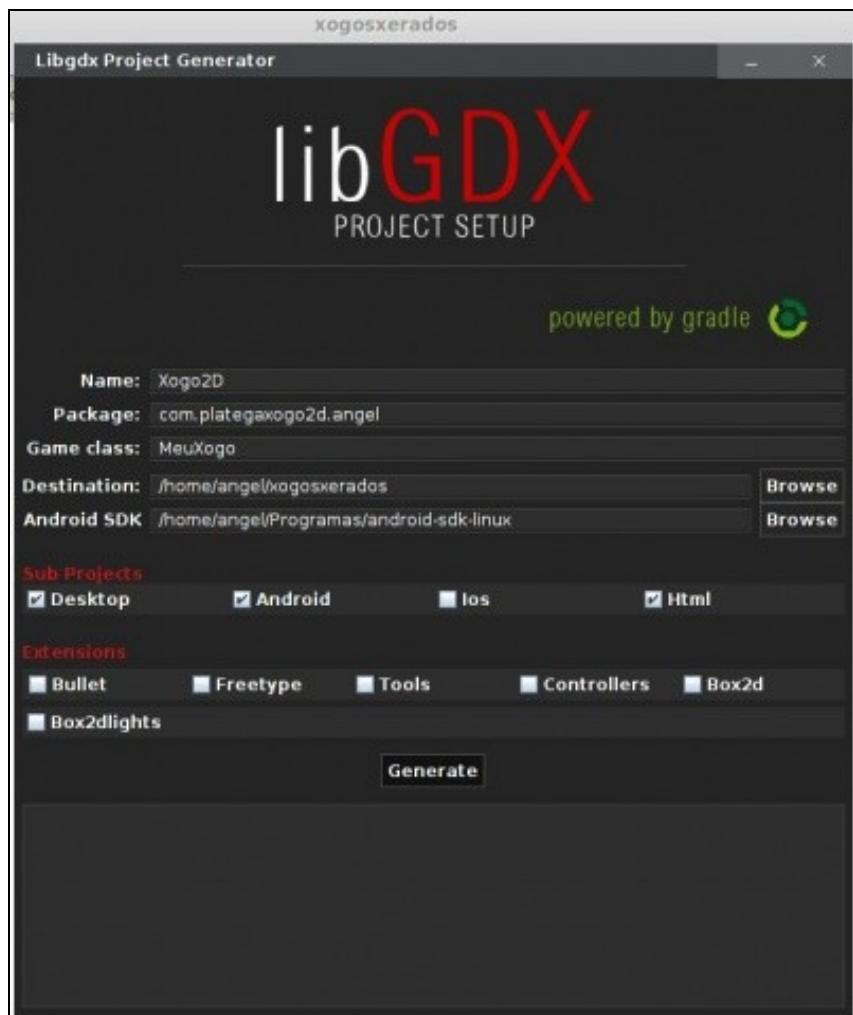 xogosxerados
Libgdx Project Generator
libGDX
PROJECT SETUP
powered by gradle
Name: Xogo2D
Package: com.plategaxogo2d.angel
Game class: MeuXogo
Destination: /home/angel/xogosxerados Browse
Android SDK /home/angel/Programas/android-sdk-linux Browse
Sub Projects
Desktop Android Ios Html
Extensions
Bullet Freetype Tools Controllers Box2d
Box2dlights
Generate